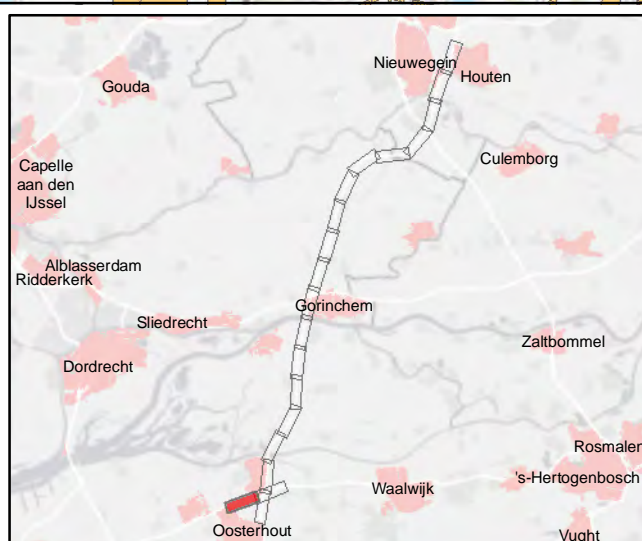 Nieuwegein
Houten
Gouda
Culemborg
Capelle
aan den
IJssel
Alblasserdam
Ridderkerk
Gorinchem
Sliedrecht
Zaltbommel
Dordrecht
Rosmalen
's-Hertogenbosch
Waalwijk
Oosterhout
Vught